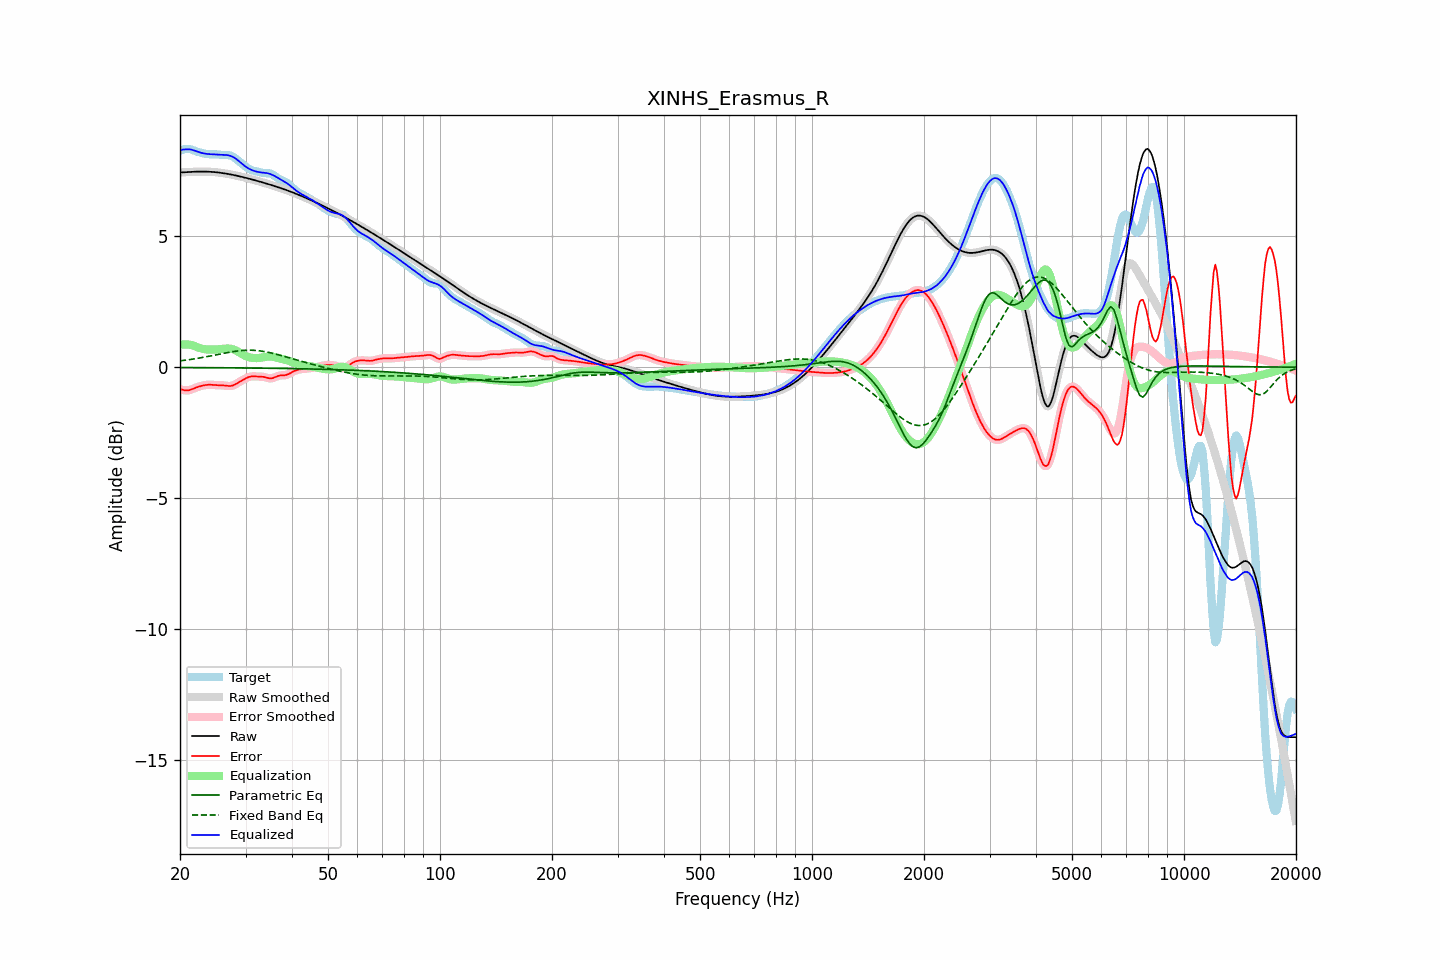 XINHS_Erasmus_R
Amplitude (dBr)
5
0
−5
−10
−15
Target
Raw Smoothed
Error Smoothed
Raw
Error
Equalization
Parametric Eq
Fixed Band Eq
Equalized
20 50 100 200 500 1000 2000 5000 10000 20000
Frequency (Hz)